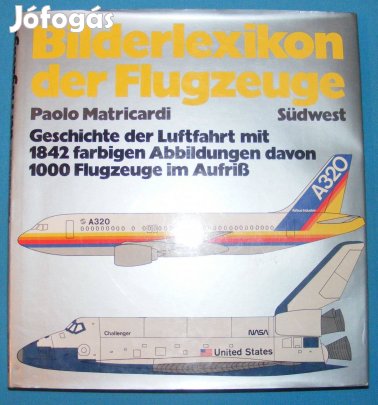 Jófogás
Bilderlexikon
der Flugzeuge
Paolo Matricardi Südwest
Geschichte der Luftfahrt mit
1842 farbigen Abbildungen davon
1000 Flugzeuge im Aufriß
A320
A320
Challenger
NASA
United States